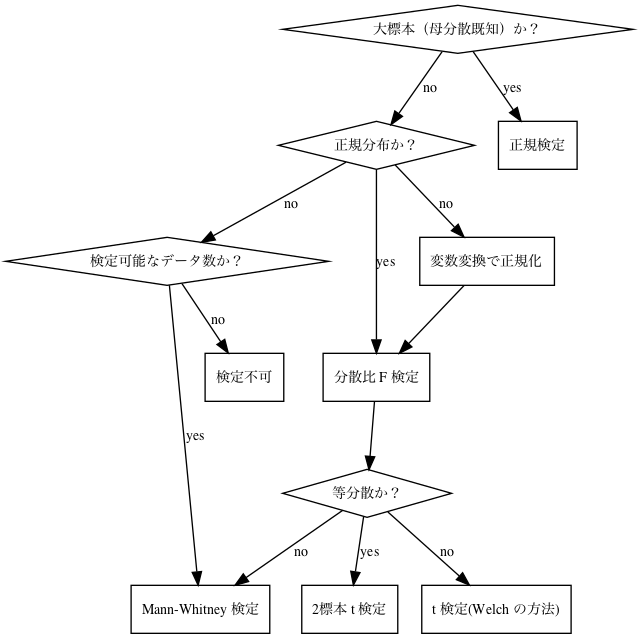 大標本（母分散既知）か？
no
yes
正規分布か？
正規検定
no
yes
no
検定可能なデータ数か？
変数変換で正規化
no
検定不可
分散比 F 検定
yes
等分散か？
no
yes
no
Mann-Whitney 検定
2標本 t 検定
t 検定(Welch の方法)